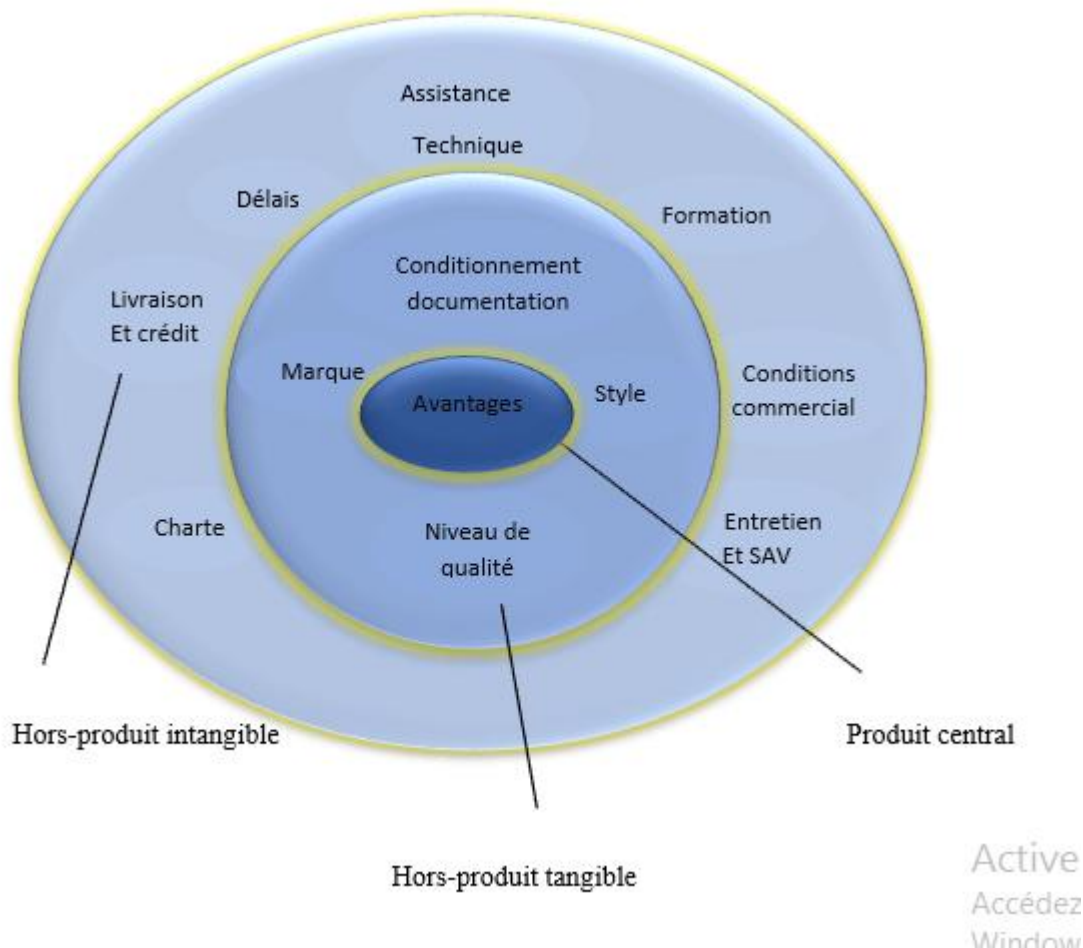 Assistance
Technique
Délais
Formation
Conditionnement
documentation
Livraison
Et crédit
Marque
Avantages
Style
Conditions
commercial
Charte
Niveau de
qualité
Entretien
Et SAV
Hors-produit intangible
Produit central
Hors-produit tangible
Active
Accédez
Window